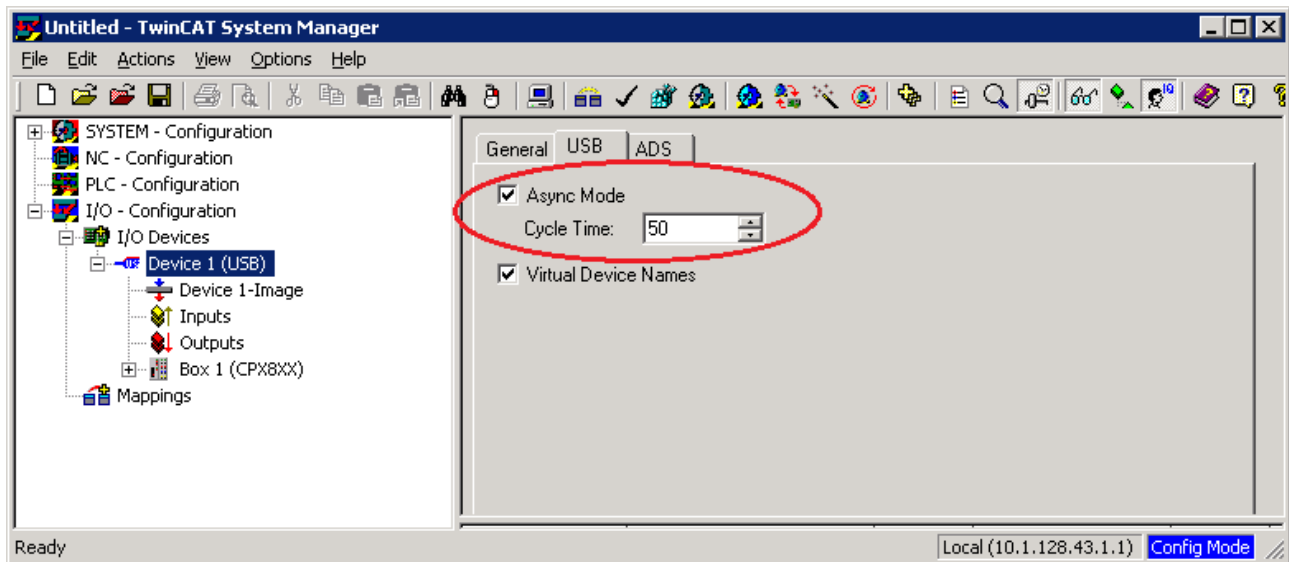 Untitled - TwinCAT System Manager
File Edit Actions View Options Help
SYSTEM - Configuration
NC - Configuration
PLC - Configuration
I/O - Configuration
I/O Devices
Device 1 (USB)
Device 1-Image
Inputs
Outputs
Box 1 (CPX8XX)
Mappings
General USB ADS
Async Mode
Cycle Time: 50
Virtual Device Names
Ready Local (10.1.128.43.1.1) Config Mode